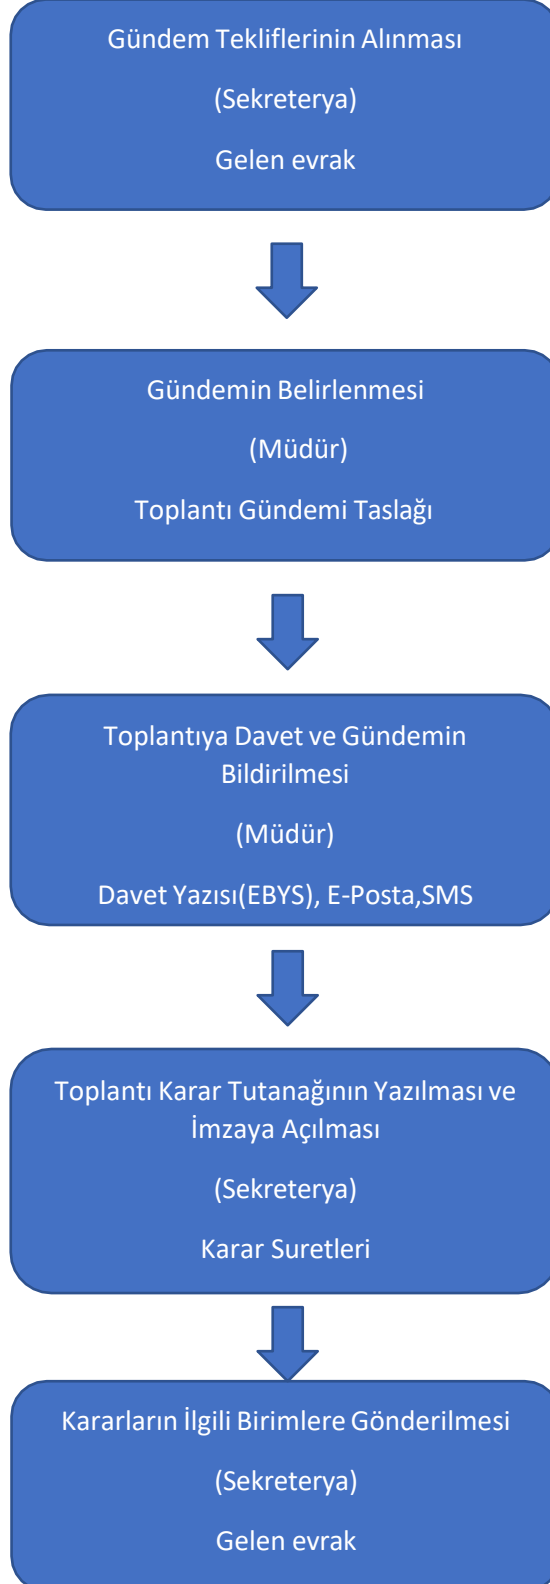 Gündem Tekliflerinin Alınması
(Sekreterya)
Gelen evrak
Gündemin Belirlenmesi
(Müdür)
Toplantı Gündemi Taslağı
Toplantıya Davet ve Gündemin
Bildirilmesi
(Müdür)
Davet Yazısı(EBYS), E-Posta,SMS
Toplantı Karar Tutanağının Yazılması ve
İmzaya Açılması
(Sekreterya)
Karar Suretleri
Kararların İlgili Birimlere Gönderilmesi
(Sekreterya)
Gelen evrak